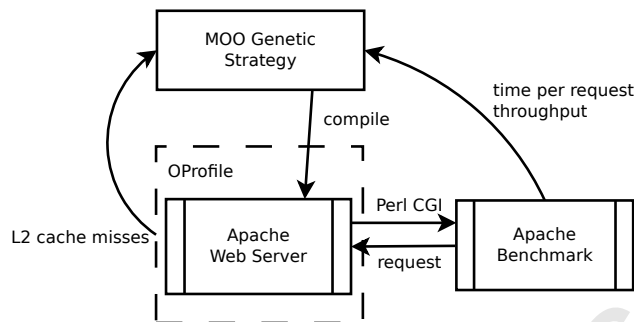 MOO Genetic
Strategy
time per request
throughput
compile
OProfile
Perl CGI
L2 cache misses
Apache
Web Server
request
Apache
Benchmark